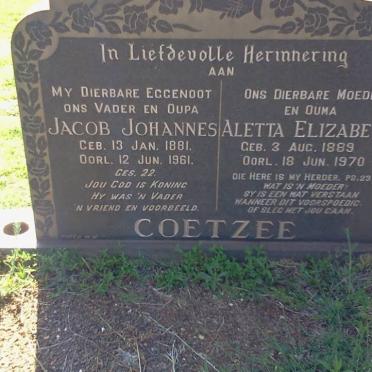 In Liefdevolle Herinnering
AAN
My Dierbare Eggenoot
ons Vader en Oupa
Jacob Johannes
Geb. 13 Jan. 1881.
Oorl. 12 Jun. 1961.
Ges. 22.
Jou God is Koning
Hy was 'n Vader
'n vriend en voorbeeld.
Ons Dierbare Moed
en Ouma
Aletta Elizabe
Geb. 3 Aug. 1889
Oorl. 18 Jun. 1970
Die Here is my Herder. Ps. 23
Wat is 'n Moeder?
Sy is een wat verstaan
Wanneer dit voorspoedig
of sleg met jou gaan.
COETZEE